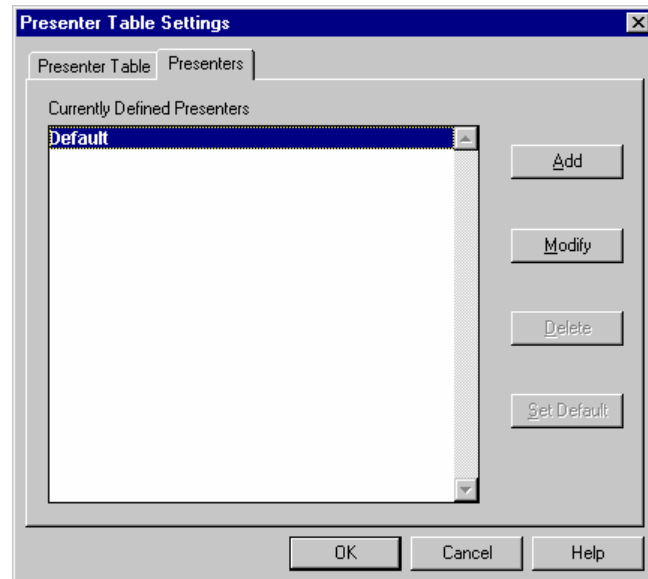 Presenter Table Settings
Presenter Table
Presenters
Currently Defined Presenters
Default
Add
Modify
Delete
Set Default
OK
Cancel
Help